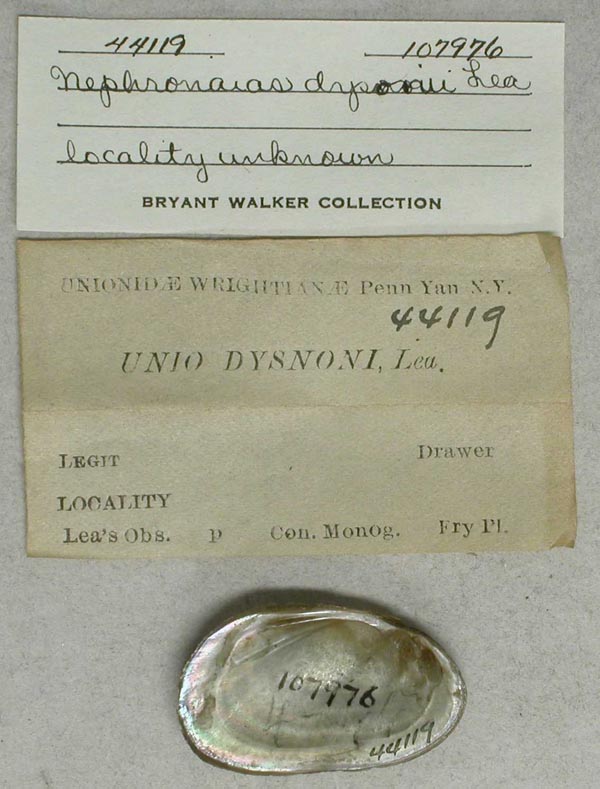 44119 107976
Nephronaias dysonii Lea
locality unknown
BRYANT WALKER COLLECTION
UNIONIDÆ WRIGHTIANÆ Penn Yan N.Y.
44119
UNIO DYSNONI, Lea.
LEGIT Drawer
LOCALITY
Lea's Obs. p Con. Monog. Fry Pl.
107976
44119